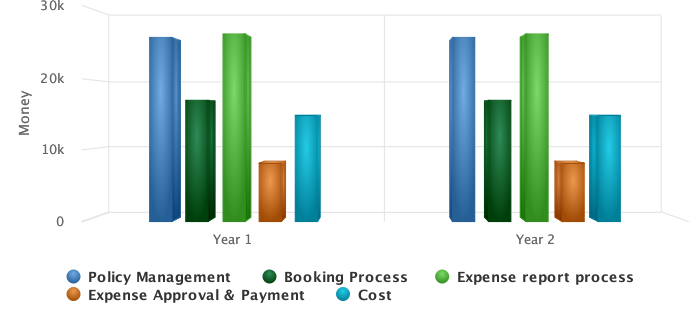 30k
20k
10k
0
Money
Year 1 Year 2
Policy Management Booking Process Expense report process
Expense Approval & Payment Cost